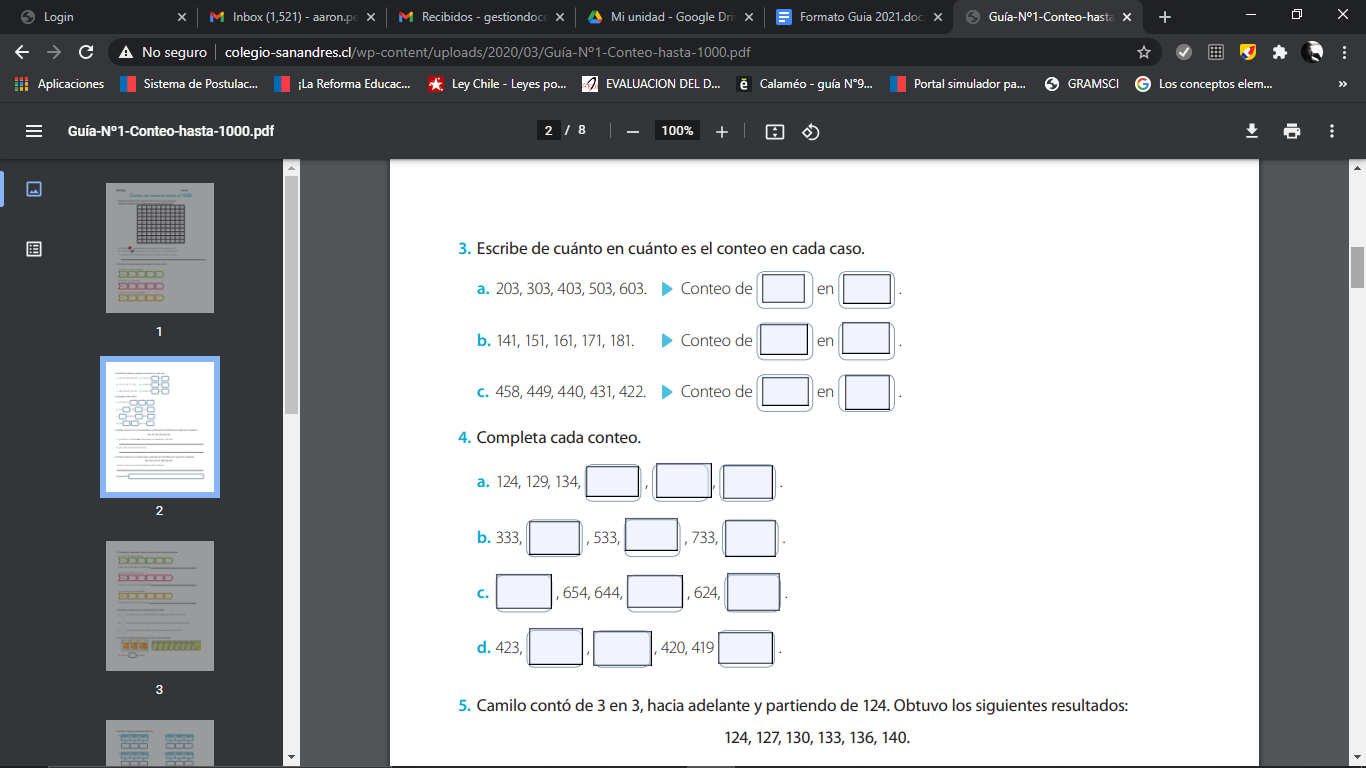 Login
Inbox (1,521) - aaron.pe
Recibidos - gestiondoce
Mi unidad - Google Dri
Formato Guia 2021.doc
Guía-Nº1-Conteo-hasta
No seguro
colegio-sanandres.cl/wp-content/uploads/2020/03/Guía-Nº1-Conteo-hasta-1000.pdf
Aplicaciones
Sistema de Postulac...
¡La Reforma Educac...
Ley Chile - Leyes po...
EVALUACION DEL D...
Calaméo - guía N°9...
Portal simulador pa...
GRAMSCI
Los conceptos elem...
»
Guía-Nº1-Conteo-hasta-1000.pdf
2 / 8
100%
1
2
3
3. Escribe de cuánto en cuánto es el conteo en cada caso.
a. 203, 303, 403, 503, 603. Conteo de en .
b. 141, 151, 161, 171, 181. Conteo de en .
c. 458, 449, 440, 431, 422. Conteo de en .
4. Completa cada conteo.
a. 124, 129, 134, , , .
b. 333, , 533, , 733, .
c. , 654, 644, , 624, .
d. 423, , , 420, 419 .
5. Camilo contó de 3 en 3, hacia adelante y partiendo de 124. Obtuvo los siguientes resultados:
124, 127, 130, 133, 136, 140.